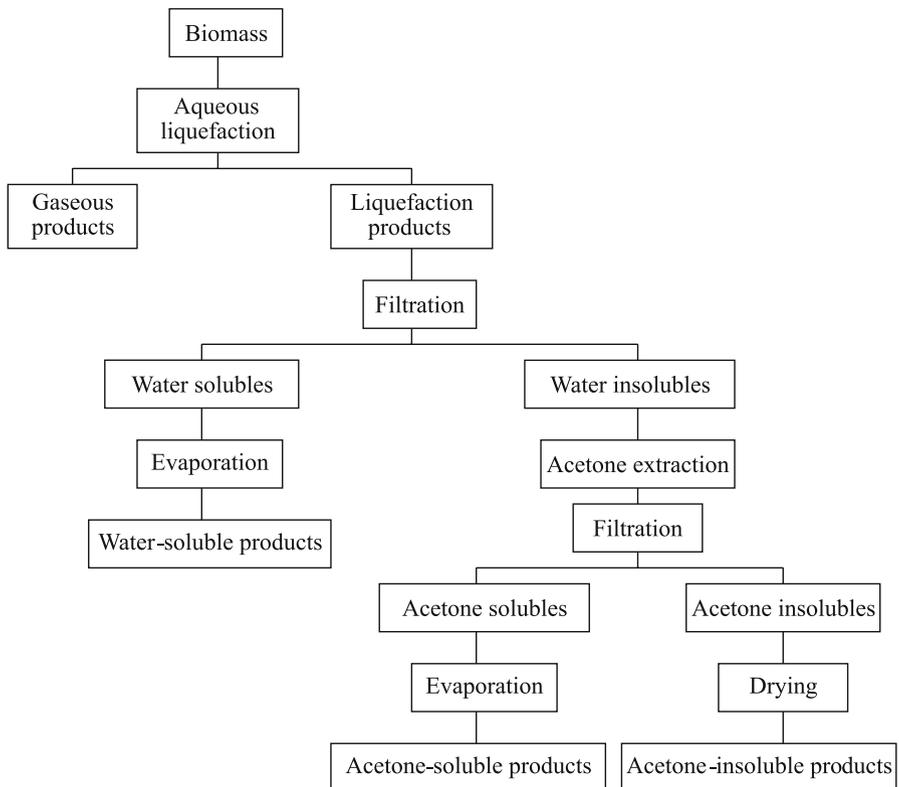 Biomass
Aqueous
liquefaction
Gaseous
products
Liquefaction
products
Filtration
Water solubles
Water insolubles
Evaporation
Acetone extraction
Water-soluble products
Filtration
Acetone solubles
Acetone insolubles
Evaporation
Drying
Acetone-soluble products
Acetone-insoluble products